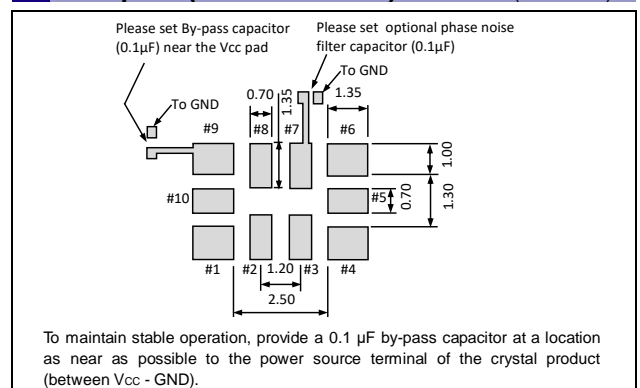 Please set By-pass capacitor
(0.1µF) near the Vcc pad
Please set optional phase noise
filter capacitor (0.1µF)
To GND
To GND
0.70
1.35
1.35
#9
#8
#7
#6
1.00
#10
#5
0.70
1.30
#1
#2
1.20
#3
#4
2.50
To maintain stable operation, provide a 0.1 µF by-pass capacitor at a location
as near as possible to the power source terminal of the crystal product
(between Vcc - GND).